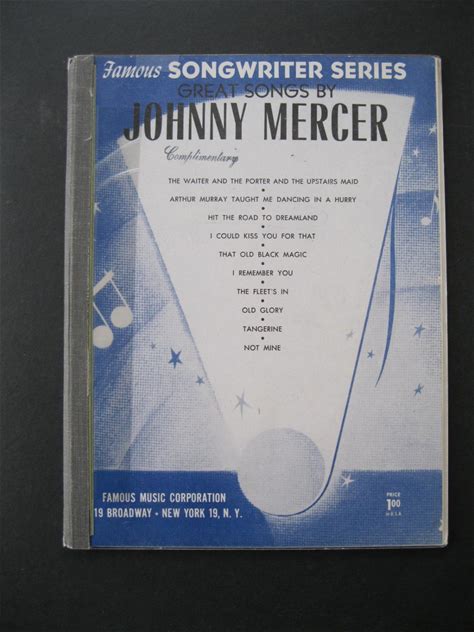 Famous SONGWRITER SERIES
GREAT SONGS BY
JOHNNY MERCER
Complimentary
THE WAITER AND THE PORTER AND THE UPSTAIRS MAID
•
ARTHUR MURRAY TAUGHT ME DANCING IN A HURRY
•
HIT THE ROAD TO DREAMLAND
•
I COULD KISS YOU FOR THAT
•
THAT OLD BLACK MAGIC
•
I REMEMBER YOU
•
THE FLEET'S IN
•
OLD GLORY
•
TANGERINE
•
NOT MINE
FAMOUS MUSIC CORPORATION
19 BROADWAY • NEW YORK 19, N. Y.
PRICE
1.00